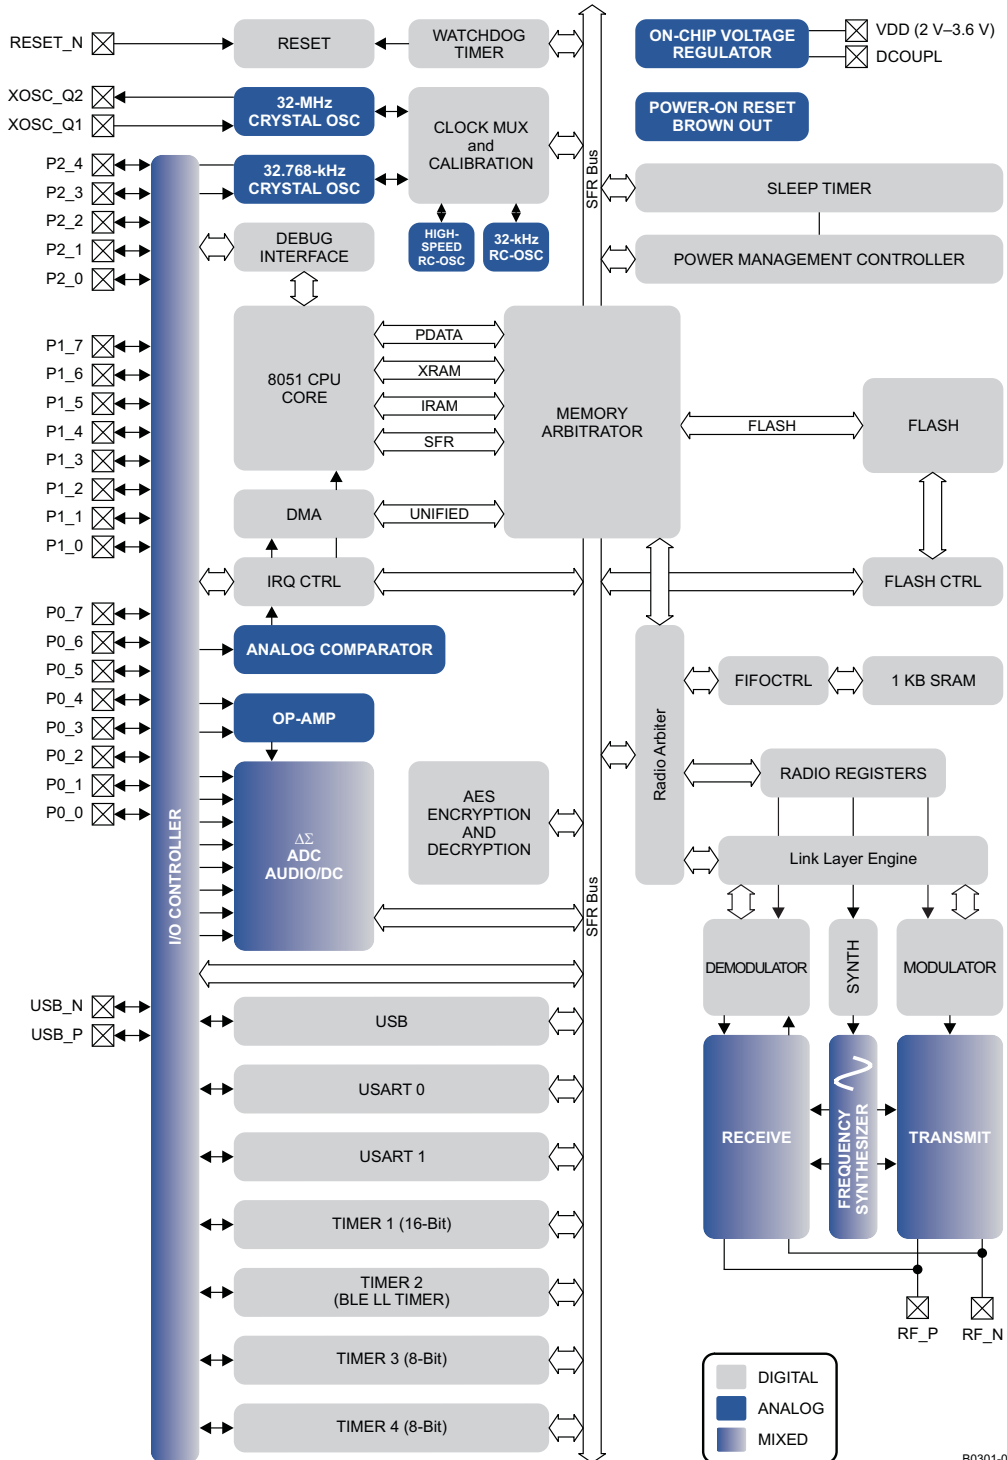 RESET_N
RESET
WATCHDOG
TIMER
ON-CHIP VOLTAGE
REGULATOR
VDD (2 V–3.6 V)
DCOUPL
XOSC_Q2
XOSC_Q1
32-MHz
CRYSTAL OSC
CLOCK MUX
and
CALIBRATION
POWER-ON RESET
BROWN OUT
SFR Bus
P2_4
P2_3
P2_2
P2_1
P2_0
32.768-kHz
CRYSTAL OSC
HIGH-
SPEED
RC-OSC
32-kHz
RC-OSC
SLEEP TIMER
POWER MANAGEMENT CONTROLLER
DEBUG
INTERFACE
P1_7
P1_6
P1_5
P1_4
P1_3
P1_2
P1_1
P1_0
8051 CPU
CORE
PDATA
XRAM
IRAM
SFR
MEMORY
ARBITRATOR
FLASH
FLASH
DMA
UNIFIED
IRQ CTRL
FLASH CTRL
P0_7
P0_6
P0_5
P0_4
P0_3
P0_2
P0_1
P0_0
ANALOG COMPARATOR
OP-AMP
Radio Arbiter
FIFOCTRL
1 KB SRAM
RADIO REGISTERS
I/O CONTROLLER
ΔΣ
ADC
AUDIO/DC
AES
ENCRYPTION
AND
DECRYPTION
Link Layer Engine
SFR Bus
DEMODULATOR
SYNTH
MODULATOR
USB_N
USB_P
USB
USART 0
USART 1
TIMER 1 (16-Bit)
TIMER 2
(BLE LL TIMER)
TIMER 3 (8-Bit)
TIMER 4 (8-Bit)
RECEIVE
FREQUENCY
SYNTHESIZER
TRANSMIT
RF_P
RF_N
DIGITAL
ANALOG
MIXED